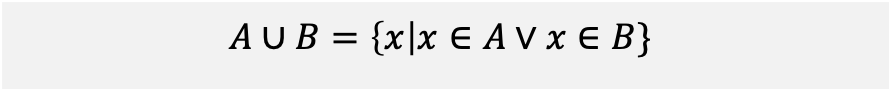 A ∪ B = {x|x ∈ A ∨ x ∈ B}